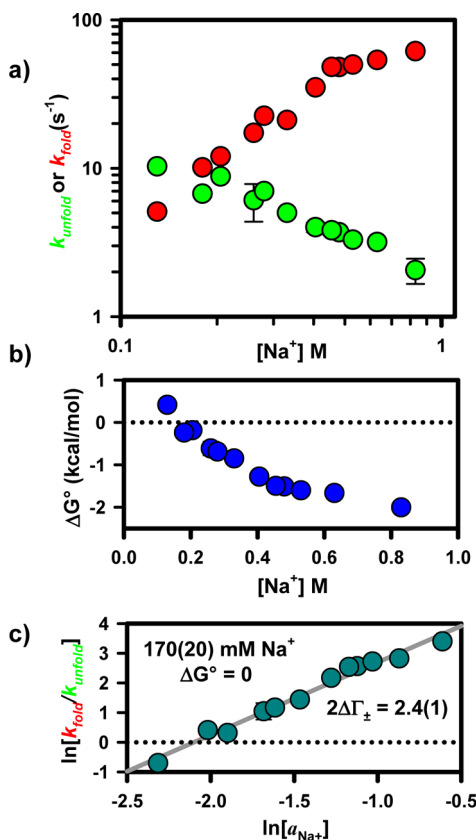 a)
100
10
1
k_unfold or k_fold (s⁻¹)
0.1
1
[Na⁺] M
b)
1
0
-1
-2
ΔG° (kcal/mol)
0.0
0.2
0.4
0.6
0.8
1.0
[Na⁺] M
c)
4
3
2
1
0
-1
ln[k_fold/k_unfold]
170(20) mM Na⁺
ΔG° = 0
2ΔΓ± = 2.4(1)
-2.5
-2.0
-1.5
-1.0
-0.5
ln[a_Na+]